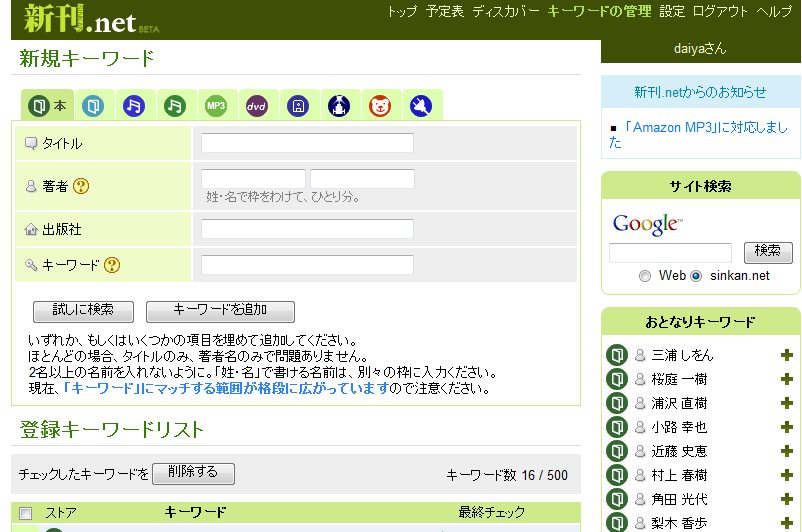 新刊.net BETA
トップ 予定表 ディスカバー キーワードの管理 設定 ログアウト ヘルプ
daiyaさん
新規キーワード
本
MP3
dvd
タイトル
著者
姓・名で枠をわけて、ひとり分。
出版社
キーワード
試しに検索
キーワードを追加
いずれか、もしくはいくつかの項目を埋めて追加してください。
ほとんどの場合、タイトルのみ、著者名のみで問題ありません。
2名以上の名前を入れないように。「姓・名」で書ける名前は、別々の枠に入力ください。
現在、「キーワード」にマッチする範囲が格段に広がっていますので注意ください。
登録キーワードリスト
チェックしたキーワードを 削除する
キーワード数 16 / 500
ストア キーワード 最終チェック
新刊.netからのお知らせ
■ 「Amazon MP3」に対応しまし
た
サイト検索
Google™
検索
Web sinkan.net
おとなりキーワード
三浦 しをん
桜庭 一樹
浦沢 直樹
小路 幸也
近藤 史恵
村上 春樹
角田 光代
梨木 香歩